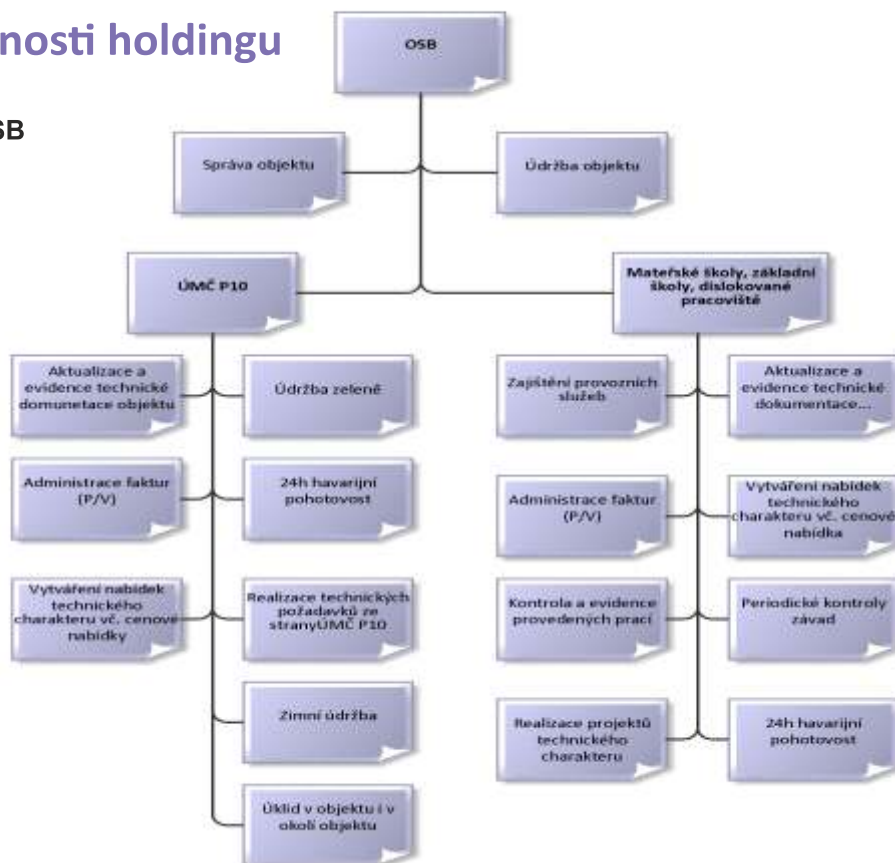 nosti holdingu
SB
OSB
Správa objektu
Údržba objektu
ÚMČ P10
Mateřské školy, základní
školy, dislokované
pracoviště
Aktualizace a
evidence technické
domunetace objektu
Údržba zeleně
Administrace faktur
(P/V)
24h havarijní
pohotovost
Vytváření nabídek
technického
charakteru vč. cenové
nabídky
Realizace technických
požadavků ze
stranyÚMČ P10
Zimní údržba
Úklid v objektu i v
okolí objektu
Zajištění provozních
služeb
Aktualizace a
evidence technické
dokumentace...
Administrace faktur
(P/V)
Vytváření nabídek
technického
charakteru vč. cenové
nabídka
Kontrola a evidence
provedených prací
Periodické kontroly
závad
Realizace projektů
technického
charakteru
24h havarijní
pohotovost